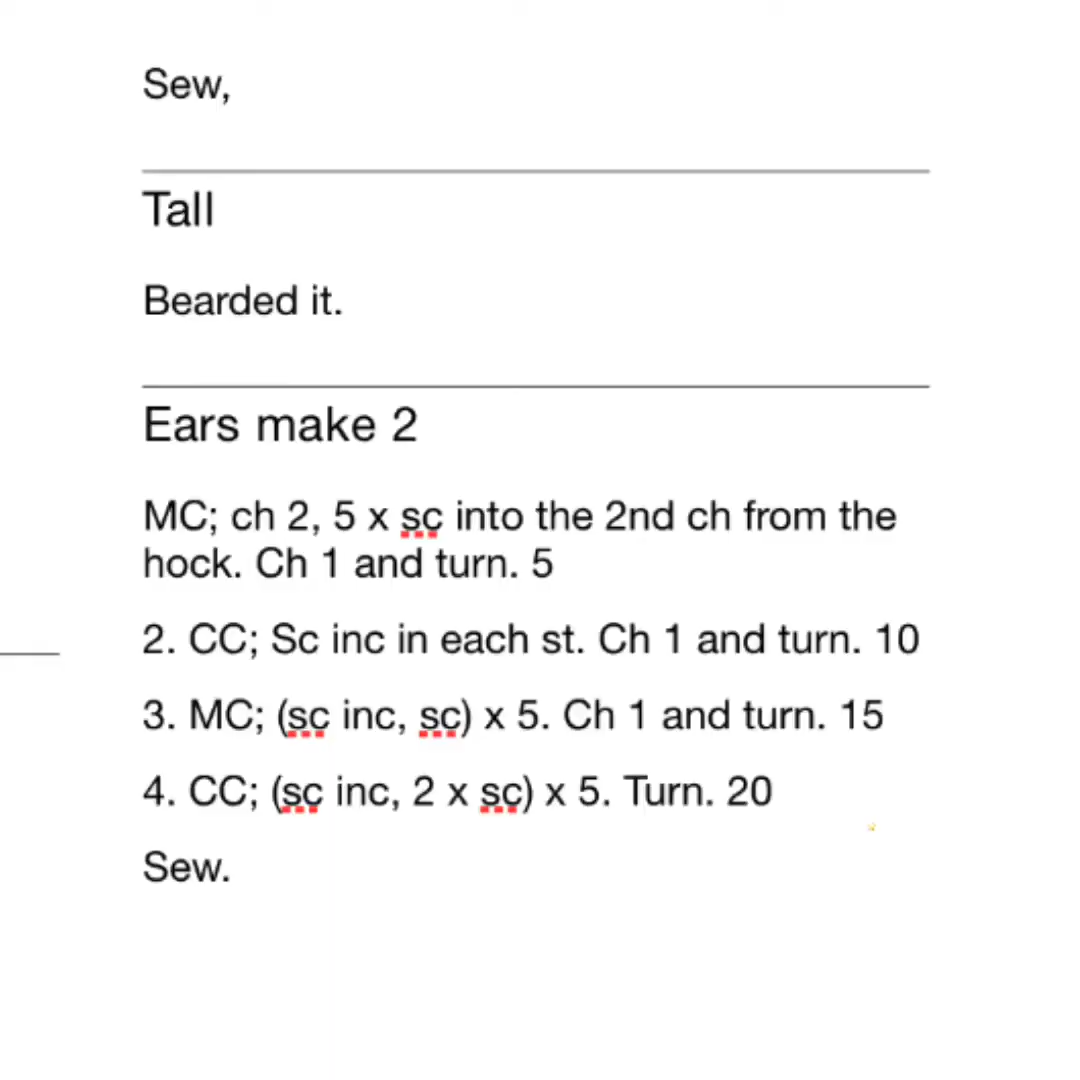 Sew,
Tall
Bearded it.
Ears make 2
MC; ch 2, 5 x sc into the 2nd ch from the
hock. Ch 1 and turn. 5
2. CC; Sc inc in each st. Ch 1 and turn. 10
3. MC; (sc inc, sc) x 5. Ch 1 and turn. 15
4. CC; (sc inc, 2 x sc) x 5. Turn. 20
Sew.